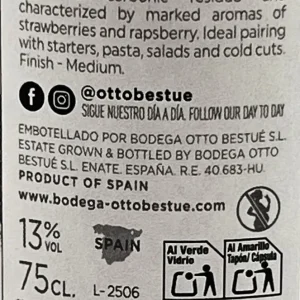 characterized by marked aromas of
strawberries and rapsberry. Ideal pairing
with starters, pasta, salads and cold cuts.
Finish - Medium.
@ottobestue
SIGUE NUESTRO DÍA A DÍA. FOLLOW OUR DAY TO DAY
EMBOTELLADO POR BODEGA OTTO BESTUÉ S.L.
ESTATE GROWN & BOTTLED BY BODEGA OTTO
BESTUÉ S.L. ENATE. ESPAÑA. R.E. 40.683-HU.
PRODUCT OF SPAIN
www.bodega-ottobestue.com
13% VOL
SPAIN
75CL.
L-2506
Al Verde
Vidrio
Al Amarillo
Tapón/Cápsula